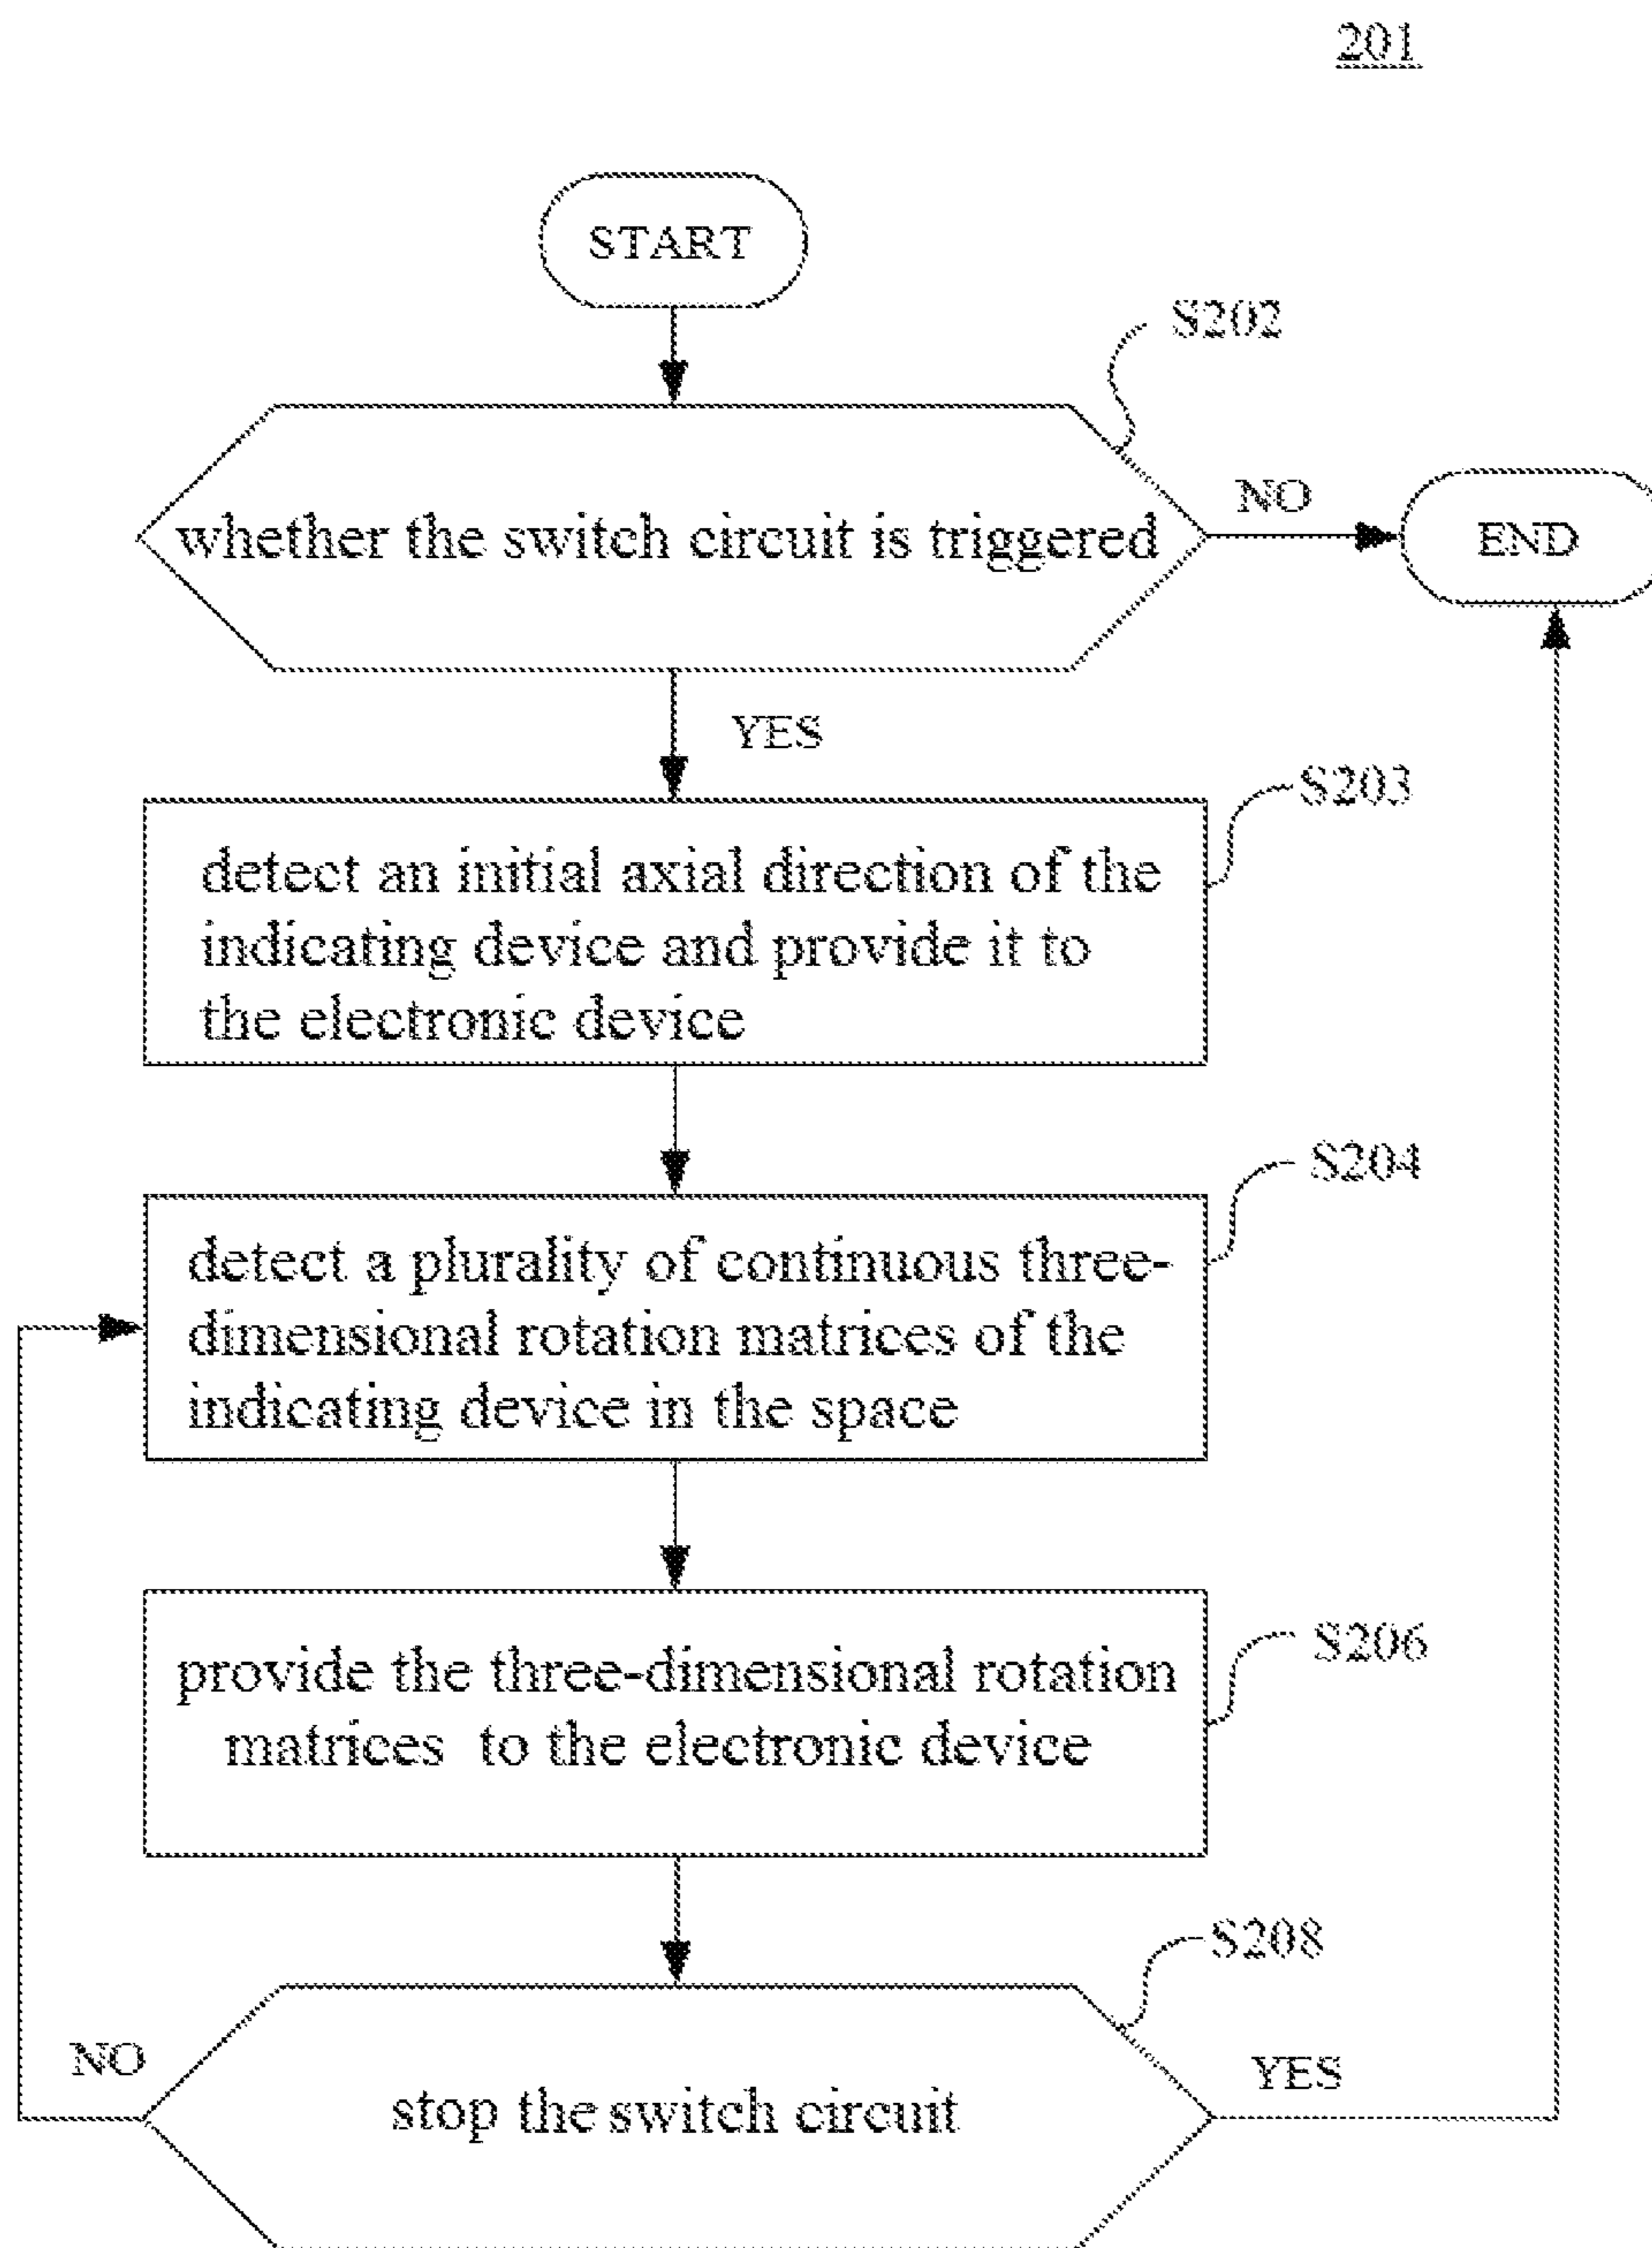 201
START
S202
whether the switch circuit is triggered
NO
END
YES
S203
detect an initial axial direction of the
indicating device and provide it to
the electronic device
S204
detect a plurality of continuous three-
dimensional rotation matrices of the
indicating device in the space
S206
provide the three-dimensional rotation
matrices to the electronic device
S208
NO
stop the switch circuit
YES